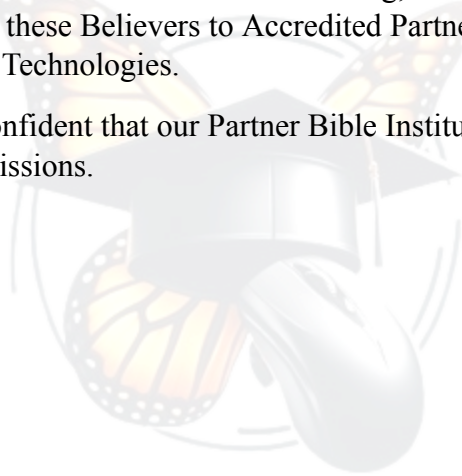 these Believers to Accredited Partne
Technologies.
onfident that our Partner Bible Institu
issions.